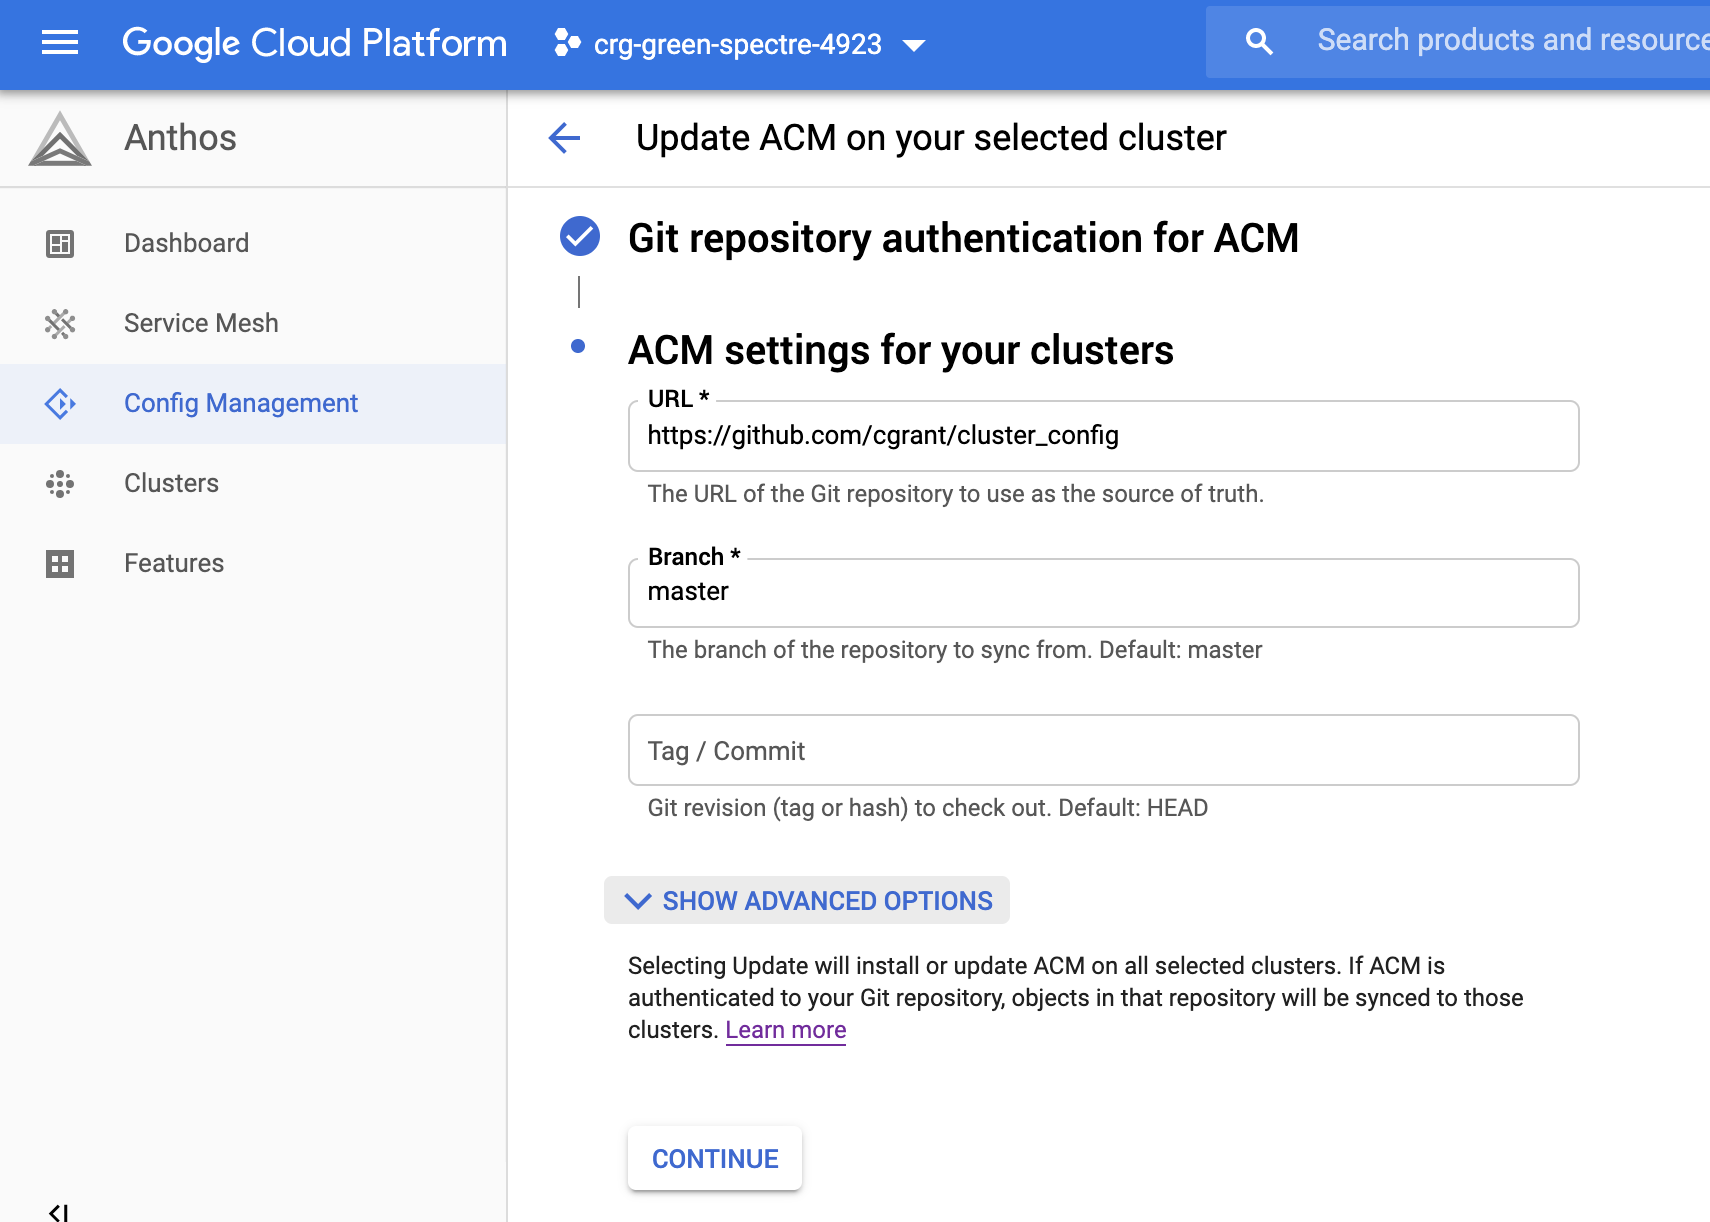 Google Cloud Platform
crg-green-spectre-4923
Search products and resource
Anthos
Update ACM on your selected cluster
Dashboard
Service Mesh
Config Management
Clusters
Features
Git repository authentication for ACM
ACM settings for your clusters
URL *
https://github.com/cgrant/cluster_config
The URL of the Git repository to use as the source of truth.
Branch *
master
The branch of the repository to sync from. Default: master
Tag / Commit
Git revision (tag or hash) to check out. Default: HEAD
SHOW ADVANCED OPTIONS
Selecting Update will install or update ACM on all selected clusters. If ACM is
authenticated to your Git repository, objects in that repository will be synced to those
clusters. Learn more
CONTINUE